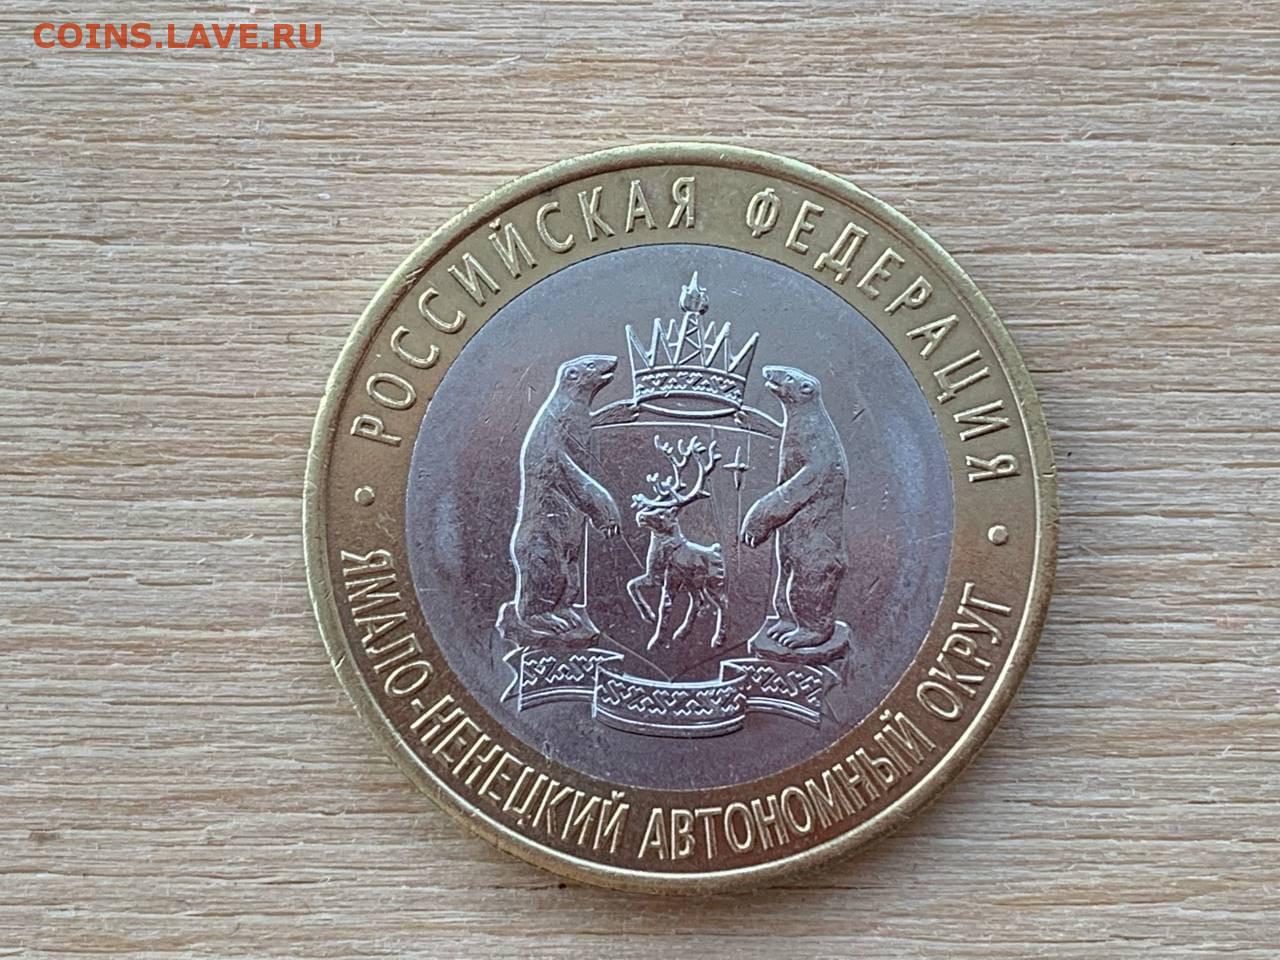 COINS.LAVE.RU
РОССИЙСКАЯ ФЕДЕРАЦИЯ
ЯМАЛО-НЕНЕЦКИЙ АВТОНОМНЫЙ ОКРУГ